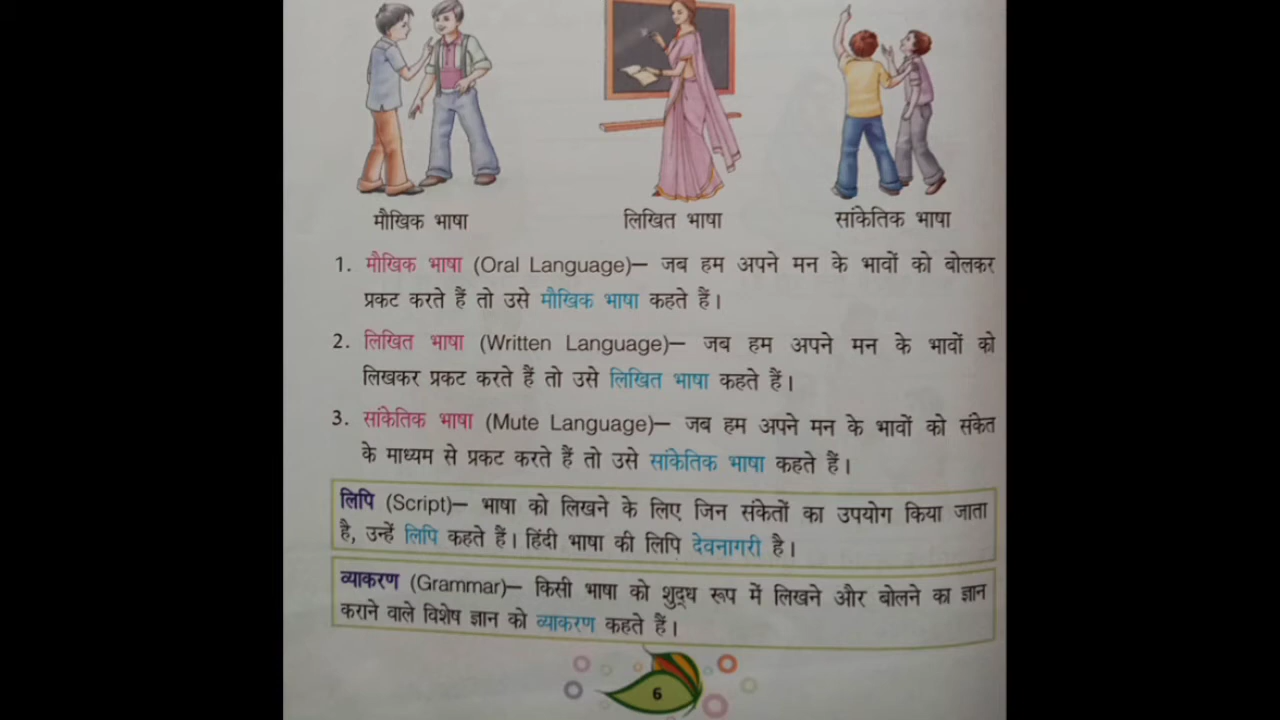 मौखिक भाषा लिखित भाषा सांकेतिक भाषा
1. मौखिक भाषा (Oral Language)– जब हम अपने मन के भावों को बोलकर
प्रकट करते हैं तो उसे मौखिक भाषा कहते हैं।
2. लिखित भाषा (Written Language)– जब हम अपने मन के भावों को
लिखकर प्रकट करते हैं तो उसे लिखित भाषा कहते हैं।
3. सांकेतिक भाषा (Mute Language)– जब हम अपने मन के भावों को संकेत
के माध्यम से प्रकट करते हैं तो उसे सांकेतिक भाषा कहते हैं।
लिपि (Script)– भाषा को लिखने के लिए जिन संकेतों का उपयोग किया जाता
है, उन्हें लिपि कहते हैं। हिंदी भाषा की लिपि देवनागरी है।
व्याकरण (Grammar)– किसी भाषा को शुद्ध रूप में लिखने और बोलने का ज्ञान
कराने वाले विशेष ज्ञान को व्याकरण कहते हैं।
6